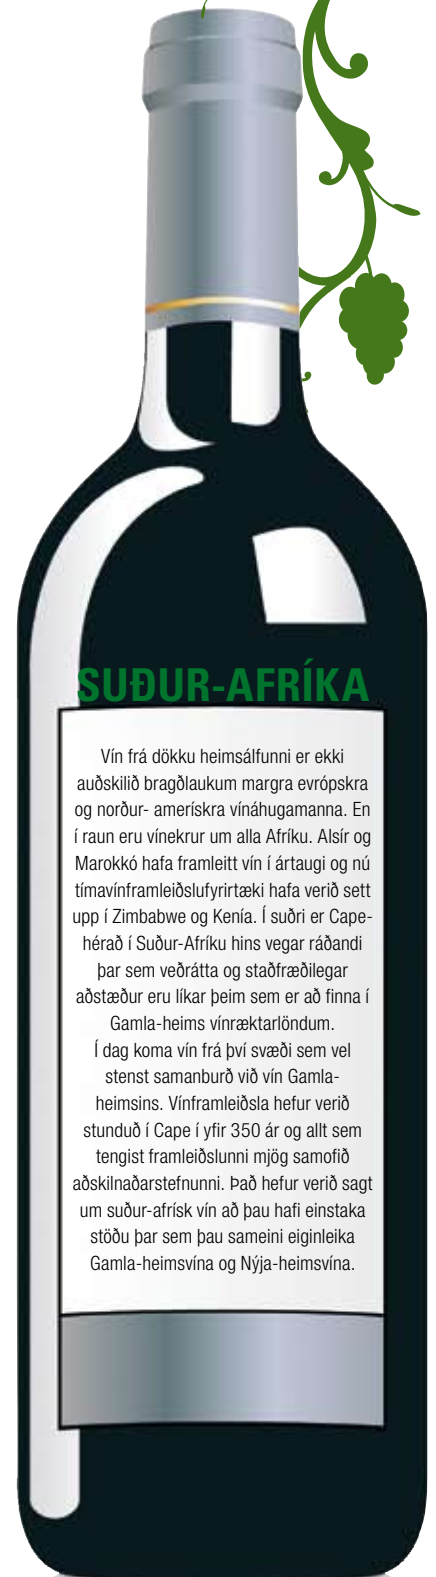 SUÐUR-AFRÍKA
Vín frá dökku heimsálfunni er ekki
auðskilið bragðlaukum margra evrópskra
og norður- amerískra vínáhugamanna. En
í raun eru vínekrur um alla Afríku. Alsír og
Marokkó hafa framleitt vín í ártaugi og nú
tímavínframleiðslufyrirtæki hafa verið sett
upp í Zimbabwe og Kenía. Í suðri er Cape-
hérað í Suður-Afríku hins vegar ráðandi
þar sem veðrátta og staðfræðilegar
aðstæður eru líkar þeim sem er að finna í
Gamla-heims vínræktarlöndum.
Í dag koma vín frá því svæði sem vel
stenst samanburð við vín Gamla-
heimsins. Vínframleiðsla hefur verið
stunduð í Cape í yfir 350 ár og allt sem
tengist framleiðslunni mjög samofið
aðskilnaðarstefnunni. Það hefur verið sagt
um suður-afrísk vín að þau hafi einstaka
stöðu þar sem þau sameini eiginleika
Gamla-heimsvína og Nýja-heimsvína.